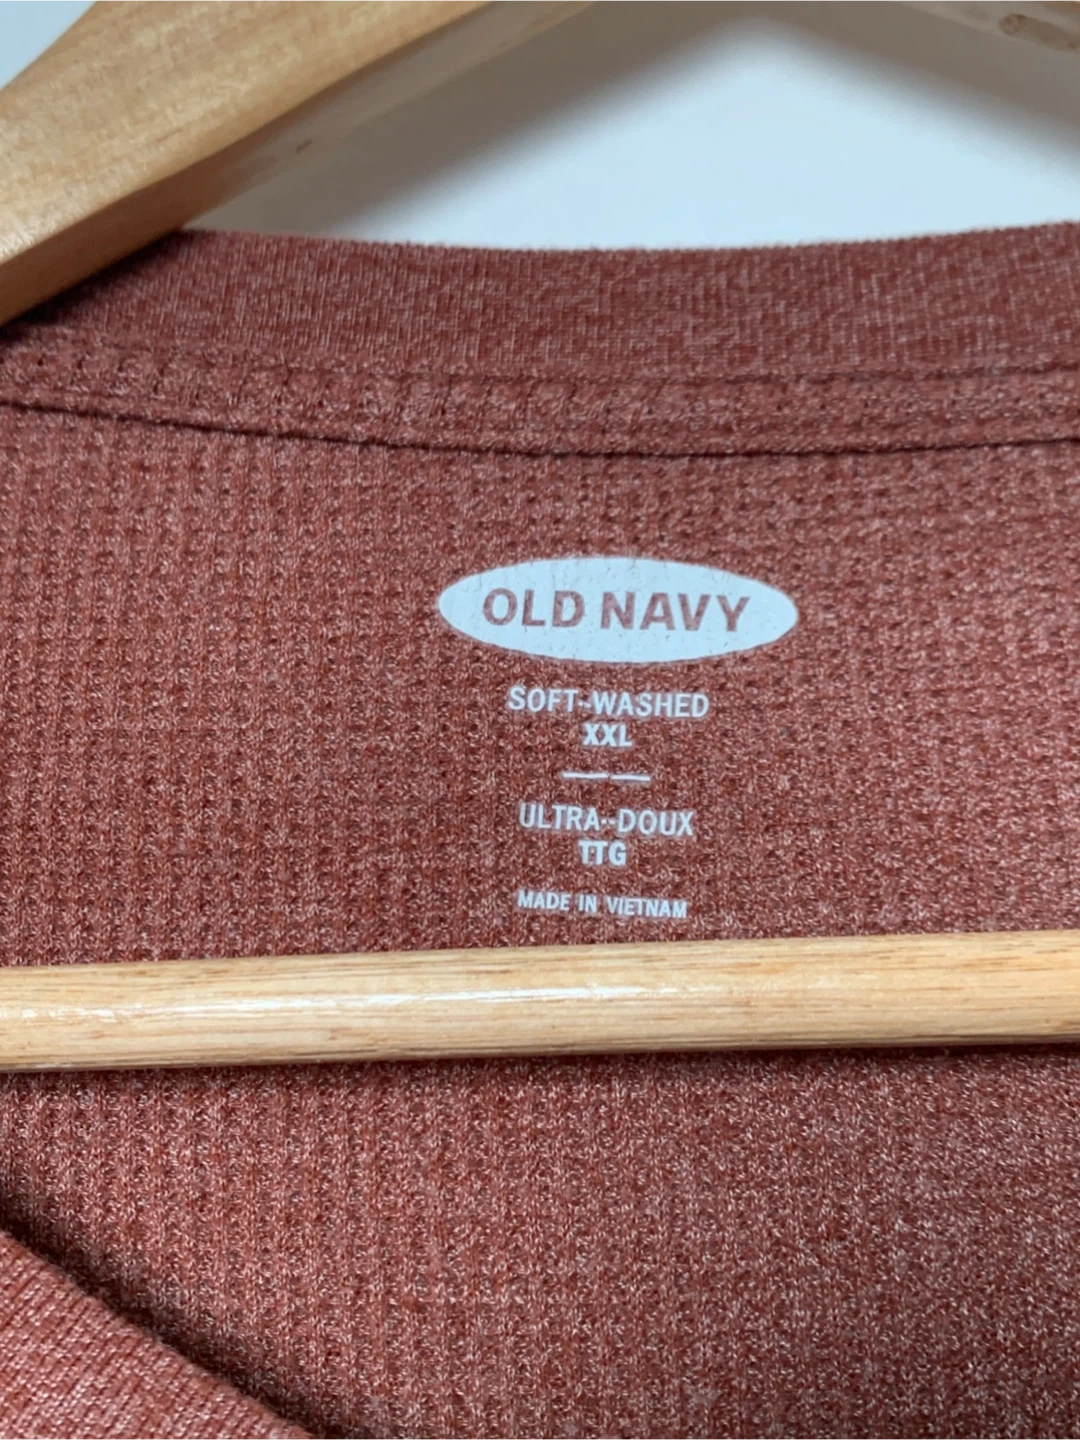 OLD NAVY
SOFT-WASHED
XXL
ULTRA-DOUX
TTG
MADE IN VIETNAM